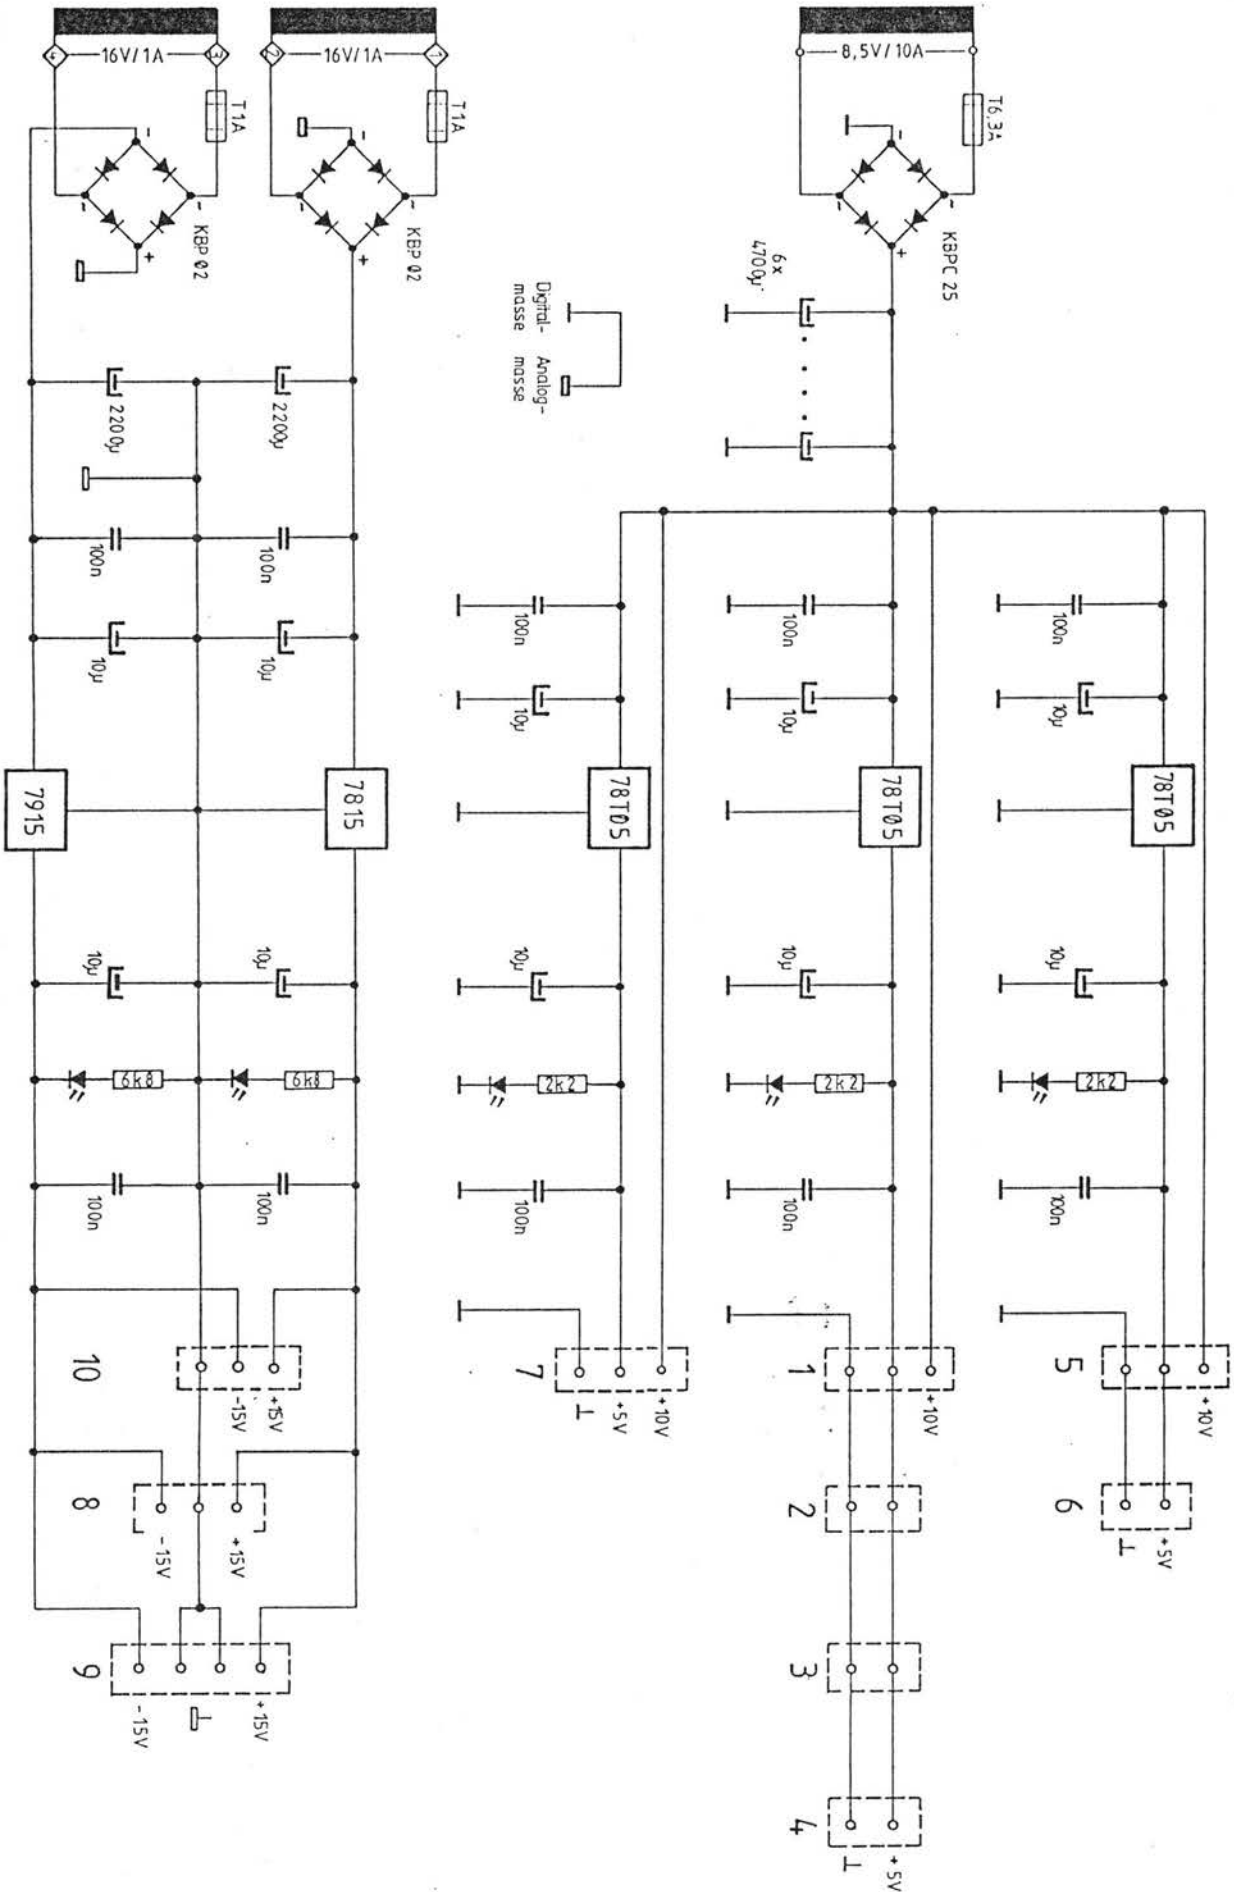 16V/1A
16V/1A
8,5V/10A
4
3
2
1
T1A
T1A
T6,3A
-
~
~
+
KBP 02
-
~
~
+
KBP 02
-
~
~
+
KBPC 25
6x
4700µ
Digital-
masse
Analog-
masse
2200µ
2200µ
100n
100n
100n
100n
100n
10µ
10µ
10µ
10µ
10µ
7915
7815
78T05
78T05
78T05
10µ
10µ
10µ
10µ
10µ
6k8
6k8
2k2
2k2
2k2
100n
100n
100n
100n
100n
10
-15V
+15V
7
+5V
+10V
1
+10V
5
+10V
8
-15V
+15V
2
6
+5V
9
-15V
+15V
3
4
+5V